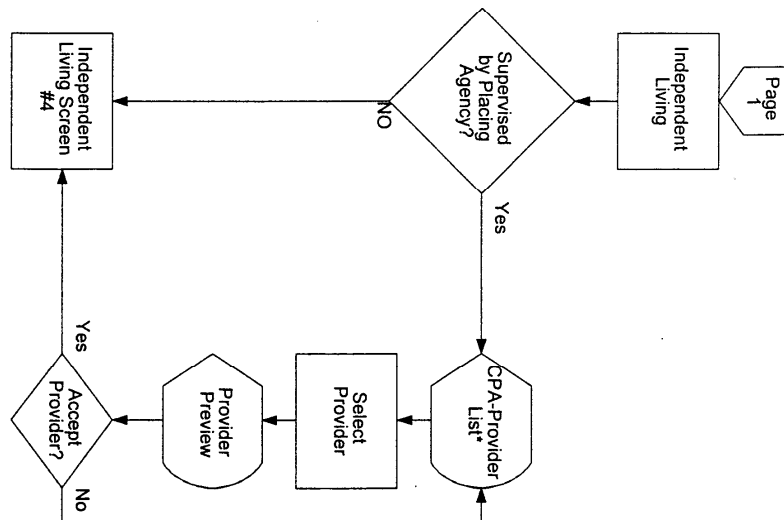 Page
1
Independent
Living
Supervised
by Placing
Agency?
NO
Yes
Independent
Living Screen
#4
CPA-Provider
List*
Select
Provider
Provider
Preview
Accept
Provider?
Yes
No